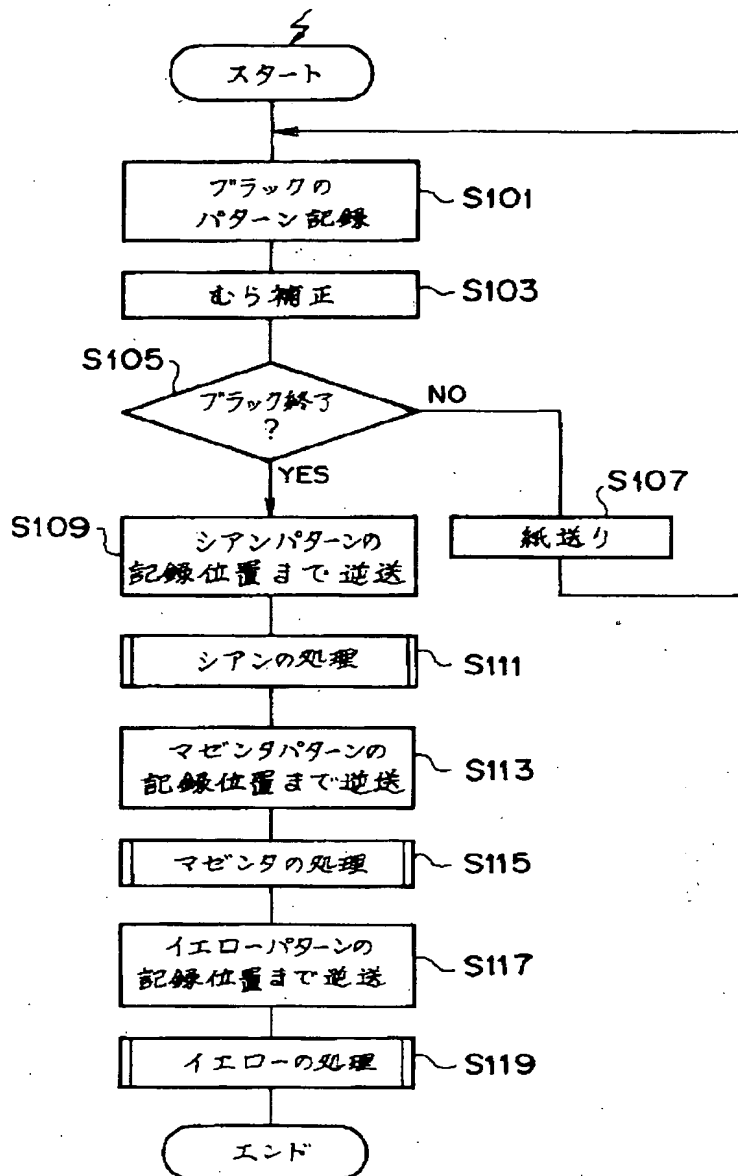 スタート
ブラックの
パターン記録
S101
むら補正
S103
S105
ブラック終了
?
NO
YES
S107
紙送り
S109
シアンパターンの
記録位置まで逆送
シアンの処理
S111
マゼンタパターンの
記録位置まで逆送
S113
マゼンタの処理
S115
イエローパターンの
記録位置まで逆送
S117
イエローの処理
S119
エンド